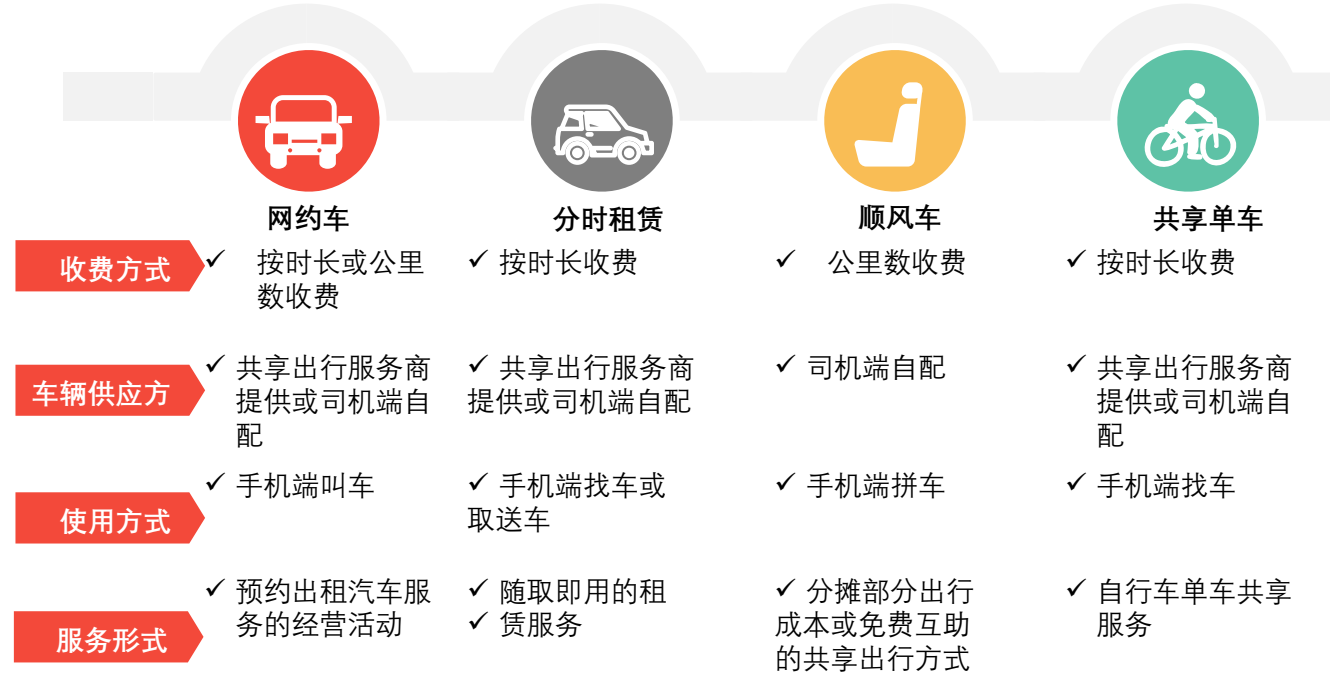 网约车
分时租赁
顺风车
共享单车
收费方式
✓ 按时长或公里
数收费
✓ 按时长收费
✓ 公里数收费
✓ 按时长收费
车辆供应方
✓ 共享出行服务商
提供或司机端自
配
✓ 共享出行服务商
提供或司机端自配
✓ 司机端自配
✓ 共享出行服务商
提供或司机端自
配
使用方式
✓ 手机端叫车
✓ 手机端找车或
取送车
✓ 手机端拼车
✓ 手机端找车
服务形式
✓ 预约出租汽车服
务的经营活动
✓ 随取即用的租
✓ 赁服务
✓ 分摊部分出行
成本或免费互助
的共享出行方式
✓ 自行车单车共享
服务